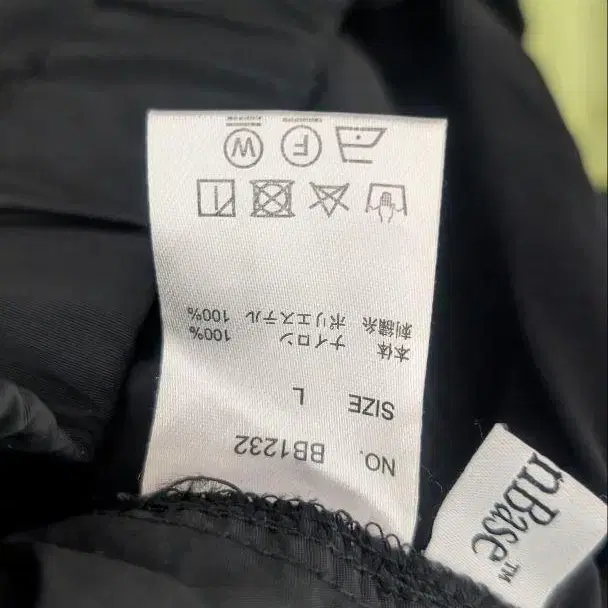 NO. BB1232
SIZE L
本体 ナイロン 100%
刺繍糸 ポリエステル 100%
F
W
nBase™